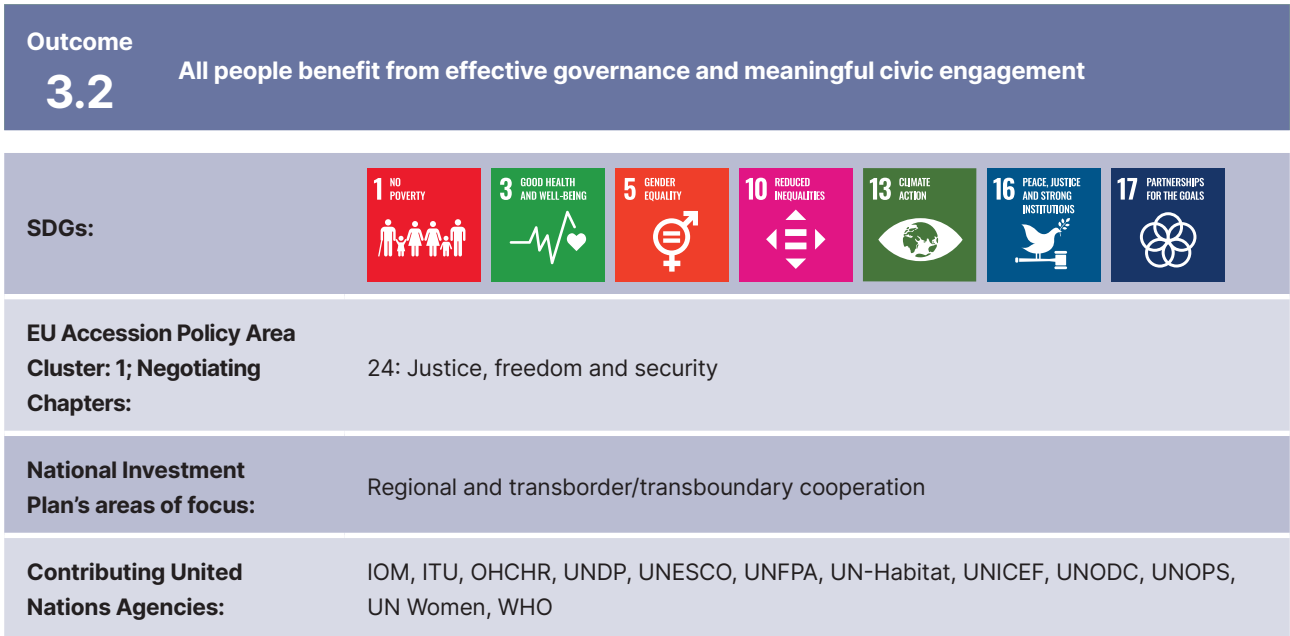 Outcome
3.2
All people benefit from effective governance and meaningful civic engagement
SDGs:
1 NO
POVERTY
3 GOOD HEALTH
AND WELL-BEING
5 GENDER
EQUALITY
10 REDUCED
INEQUALITIES
13 CLIMATE
ACTION
16 PEACE, JUSTICE
AND STRONG
INSTITUTIONS
17 PARTNERSHIPS
FOR THE GOALS
EU Accession Policy Area
Cluster: 1; Negotiating
Chapters:
24: Justice, freedom and security
National Investment
Plan’s areas of focus:
Regional and transborder/transboundary cooperation
Contributing United
Nations Agencies:
IOM, ITU, OHCHR, UNDP, UNESCO, UNFPA, UN-Habitat, UNICEF, UNODC, UNOPS,
UN Women, WHO